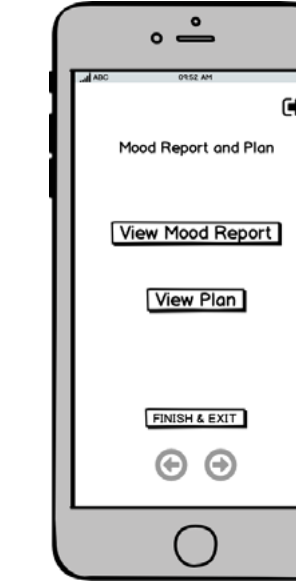 ABC 09:52 AM
Mood Report and Plan
View Mood Report
View Plan
FINISH & EXIT